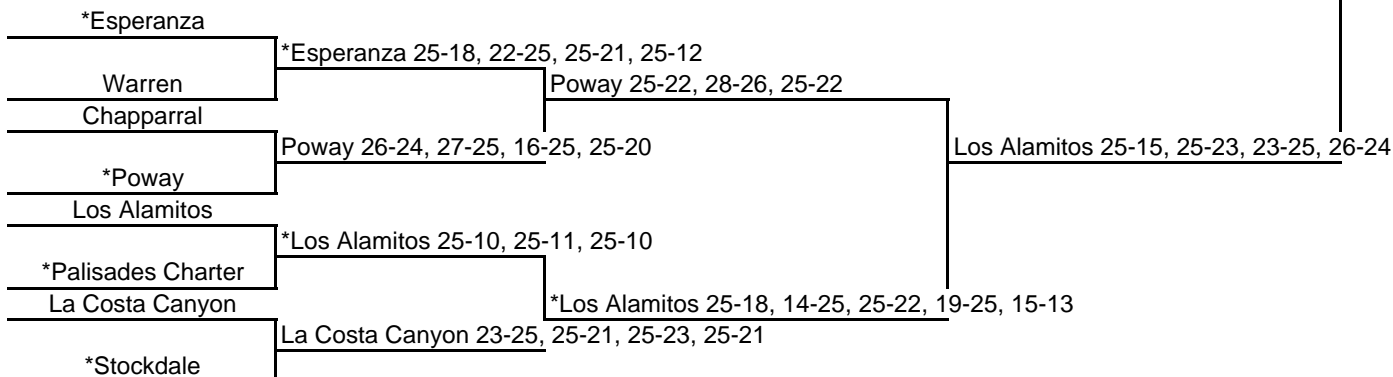 *Esperanza
*Esperanza 25-18, 22-25, 25-21, 25-12
Warren
Poway 25-22, 28-26, 25-22
Chapparral
Poway 26-24, 27-25, 16-25, 25-20
Los Alamitos 25-15, 25-23, 23-25, 26-24
*Poway
Los Alamitos
*Los Alamitos 25-10, 25-11, 25-10
*Palisades Charter
La Costa Canyon
*Los Alamitos 25-18, 14-25, 25-22, 19-25, 15-13
La Costa Canyon 23-25, 25-21, 25-23, 25-21
*Stockdale